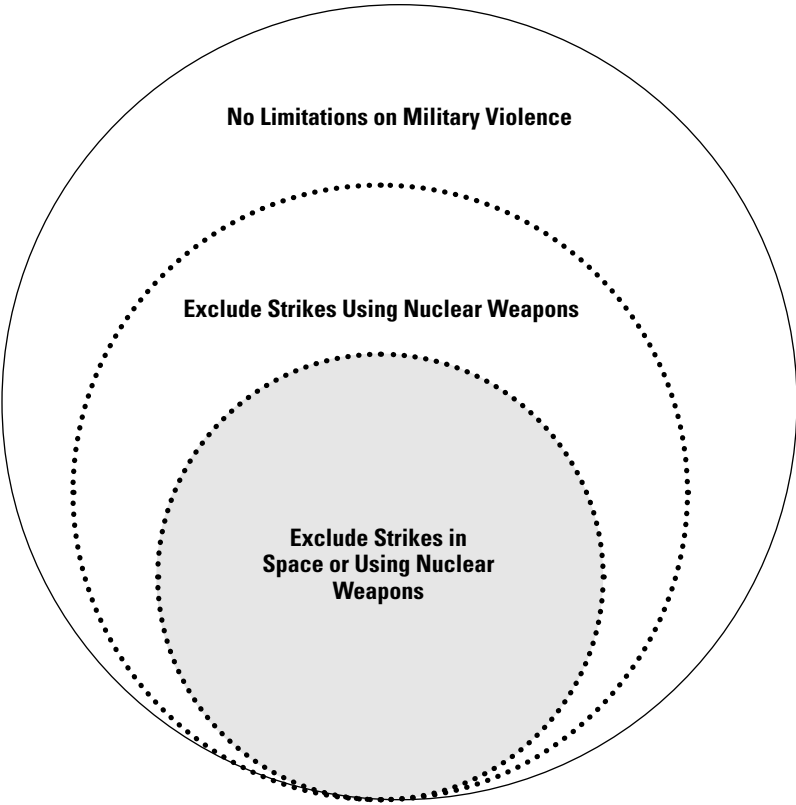 No Limitations on Military Violence
Exclude Strikes Using Nuclear Weapons
Exclude Strikes in
Space or Using Nuclear
Weapons